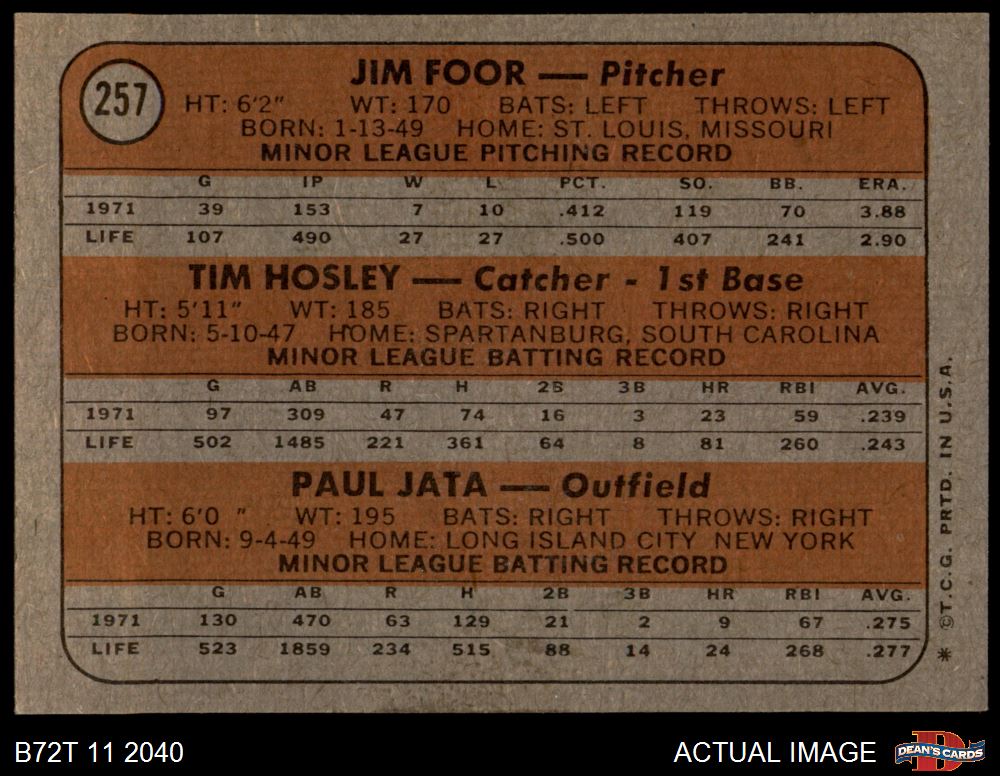 257
JIM FOOR — Pitcher
HT: 6'2" WT: 170 BATS: LEFT THROWS: LEFT
BORN: 1-13-49 HOME: ST. LOUIS, MISSOURI
MINOR LEAGUE PITCHING RECORD
G IP W L PCT. SO. BB. ERA.
1971 39 153 7 10 .412 119 70 3.88
LIFE 107 490 27 27 .500 407 241 2.90
TIM HOSLEY — Catcher - 1st Base
HT: 5'11" WT: 185 BATS: RIGHT THROWS: RIGHT
BORN: 5-10-47 HOME: SPARTANBURG, SOUTH CAROLINA
MINOR LEAGUE BATTING RECORD
G AB R H 2B 3B HR RBI AVG.
1971 97 309 47 74 16 3 23 59 .239
LIFE 502 1485 221 361 64 8 81 260 .243
PAUL JATA — Outfield
HT: 6'0 " WT: 195 BATS: RIGHT THROWS: RIGHT
BORN: 9-4-49 HOME: LONG ISLAND CITY NEW YORK
MINOR LEAGUE BATTING RECORD
G AB R H 2B 3B HR RBI AVG.
1971 130 470 63 129 21 2 9 67 .275
LIFE 523 1859 234 515 88 14 24 268 .277
* ©T.C.G. PRTD. IN U.S.A.
B72T 11 2040
ACTUAL IMAGE
D
DEAN'S CARDS